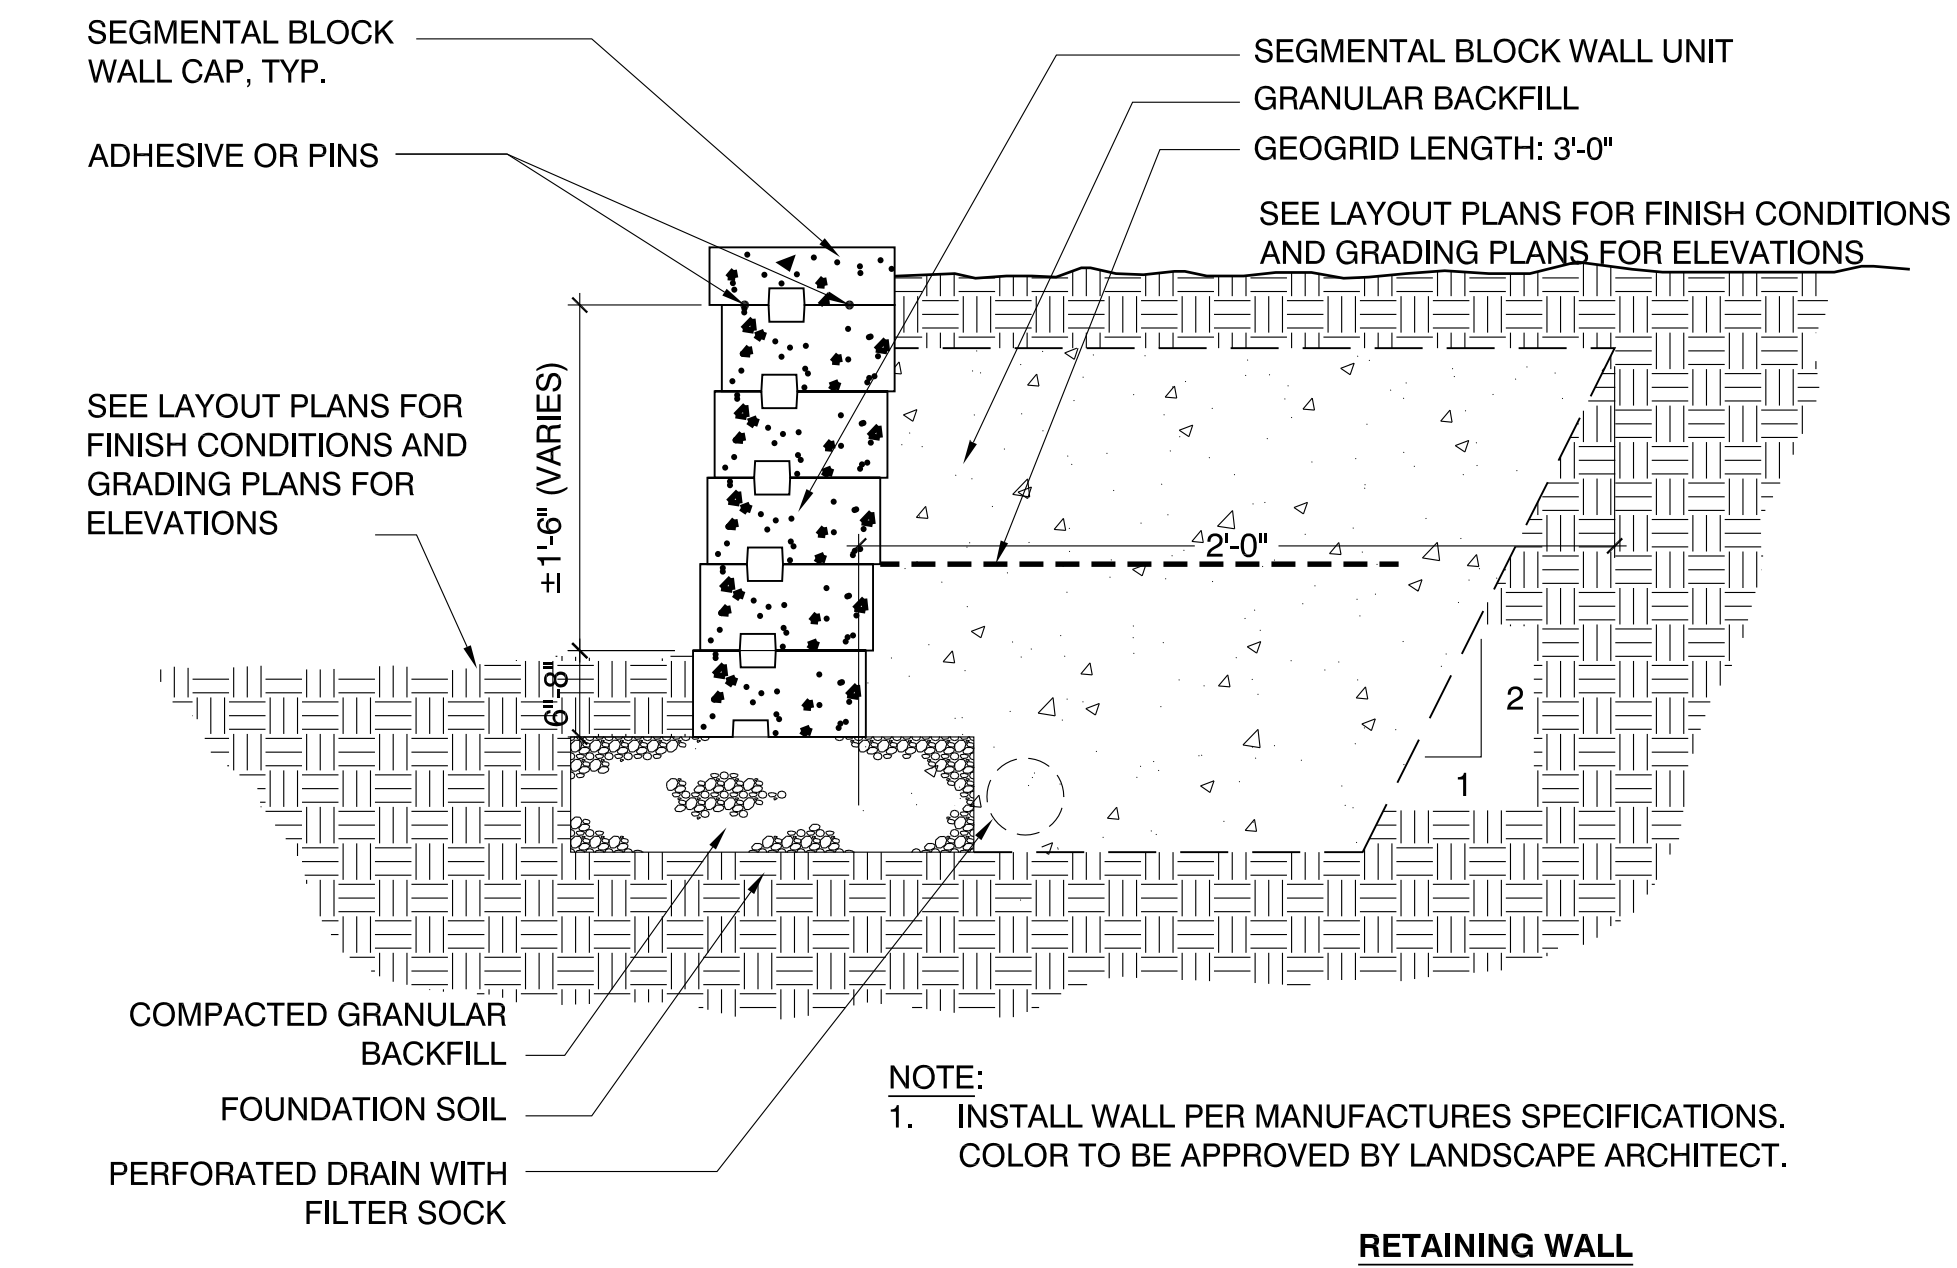 SEGMENTAL BLOCK
WALL CAP, TYP.
ADHESIVE OR PINS
SEGMENTAL BLOCK WALL UNIT
GRANULAR BACKFILL
GEOGRID LENGTH: 3'-0"
SEE LAYOUT PLANS FOR FINISH CONDITIONS
AND GRADING PLANS FOR ELEVATIONS
SEE LAYOUT PLANS FOR
FINISH CONDITIONS AND
GRADING PLANS FOR
ELEVATIONS
±1'-6" (VARIES)
6"-8"
2'-0"
2
1
COMPACTED GRANULAR
BACKFILL
FOUNDATION SOIL
PERFORATED DRAIN WITH
FILTER SOCK
NOTE:
1. INSTALL WALL PER MANUFACTURES SPECIFICATIONS.
COLOR TO BE APPROVED BY LANDSCAPE ARCHITECT.
RETAINING WALL